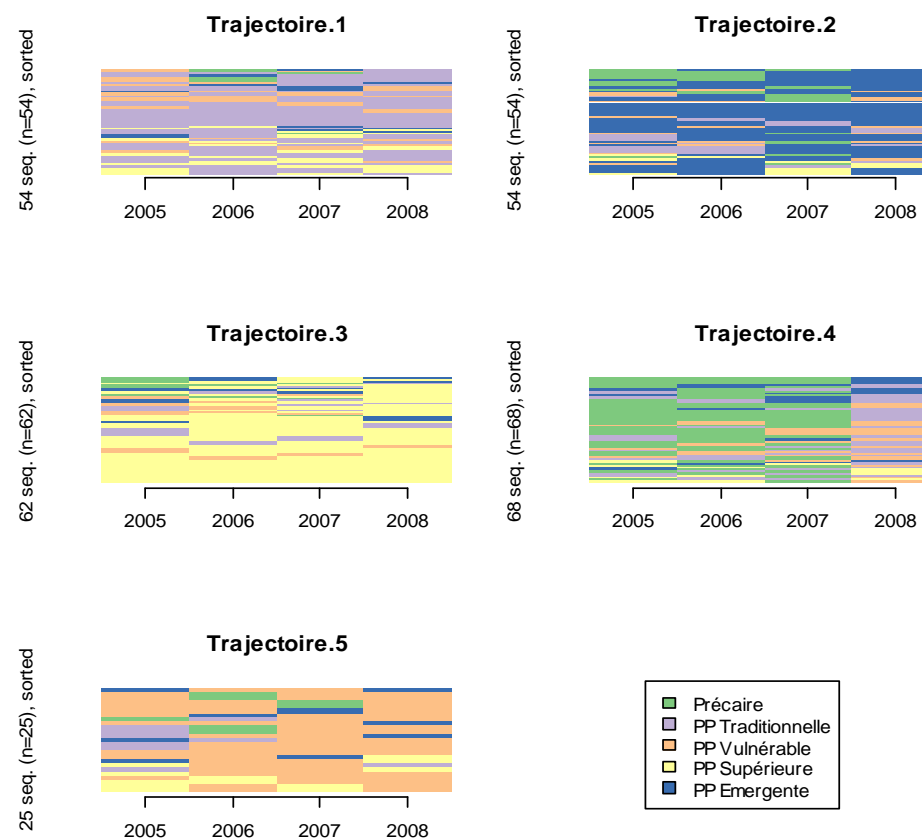 Trajectoire.1
54 seq. (n=54), sorted
2005 2006 2007 2008
Trajectoire.2
54 seq. (n=54), sorted
2005 2006 2007 2008
Trajectoire.3
62 seq. (n=62), sorted
2005 2006 2007 2008
Trajectoire.4
68 seq. (n=68), sorted
2005 2006 2007 2008
Trajectoire.5
25 seq. (n=25), sorted
2005 2006 2007 2008
Précaire
PP Traditionnelle
PP Vulnérable
PP Supérieure
PP Emergente